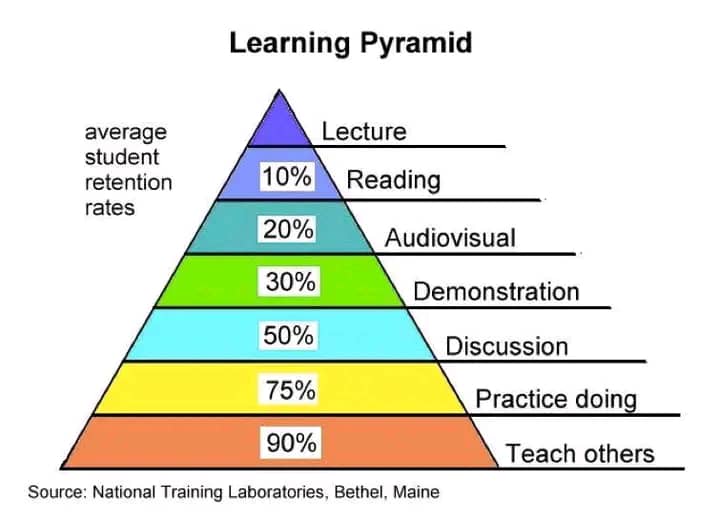 Learning Pyramid
average
student
retention
rates
Lecture
10% Reading
20% Audiovisual
30% Demonstration
50% Discussion
75% Practice doing
90% Teach others
Source: National Training Laboratories, Bethel, Maine